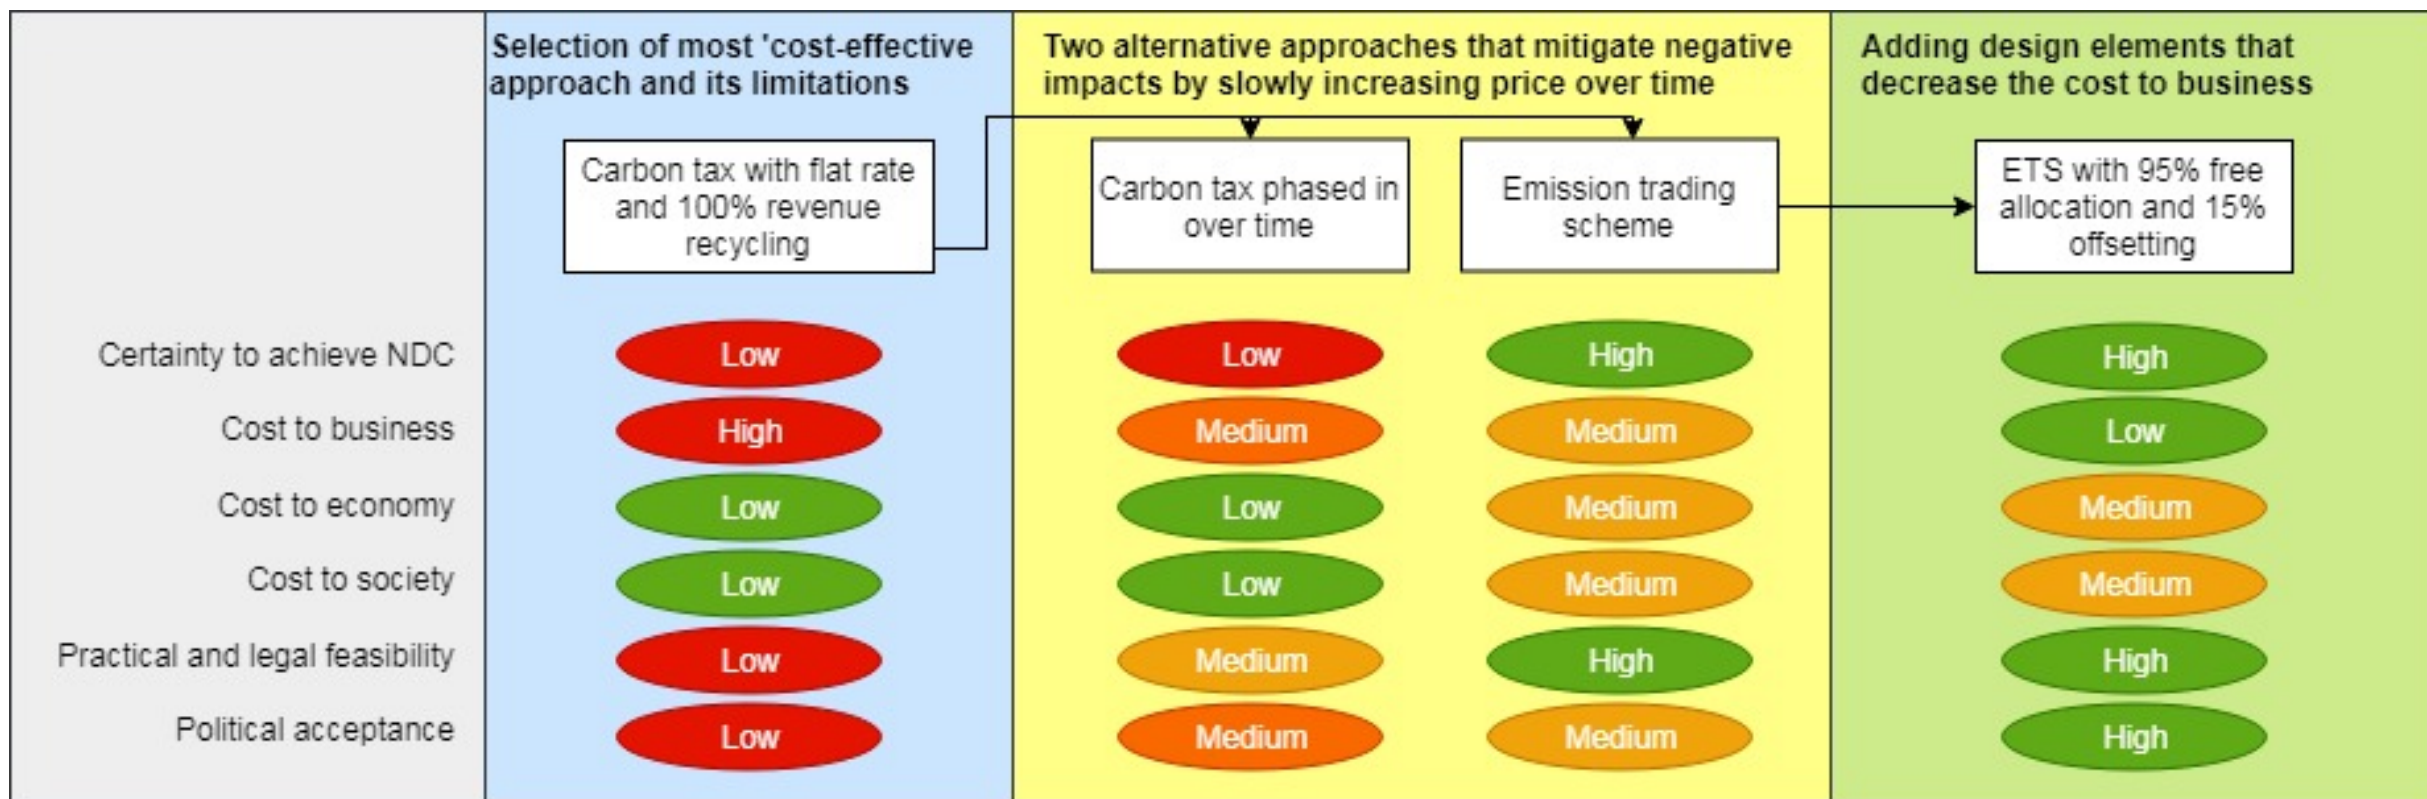 Selection of most 'cost-effective
approach and its limitations
Two alternative approaches that mitigate negative
impacts by slowly increasing price over time
Adding design elements that
decrease the cost to business
Carbon tax with flat rate
and 100% revenue
recycling
Carbon tax phased in
over time
Emission trading
scheme
ETS with 95% free
allocation and 15%
offsetting
Certainty to achieve NDC Low Low High High
Cost to business High Medium Medium Low
Cost to economy Low Low Medium Medium
Cost to society Low Low Medium Medium
Practical and legal feasibility Low Medium High High
Political acceptance Low Medium Medium High